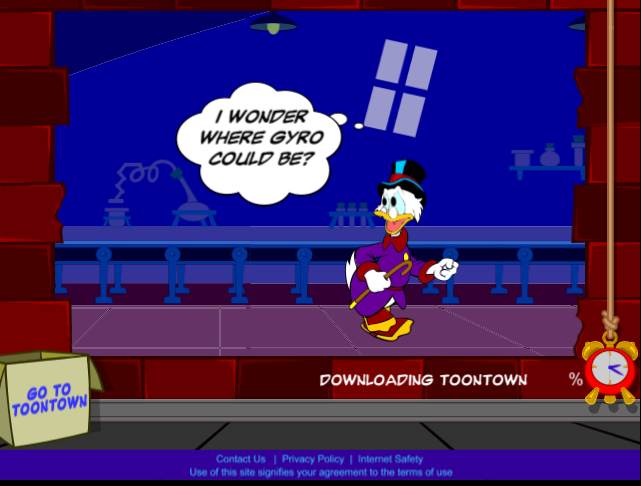 I WONDER
WHERE GYRO
COULD BE?
DOWNLOADING TOONTOWN %
GO TO
TOONTOWN
Contact Us | Privacy Policy | Internet Safety
Use of this site signifies your agreement to the terms of use